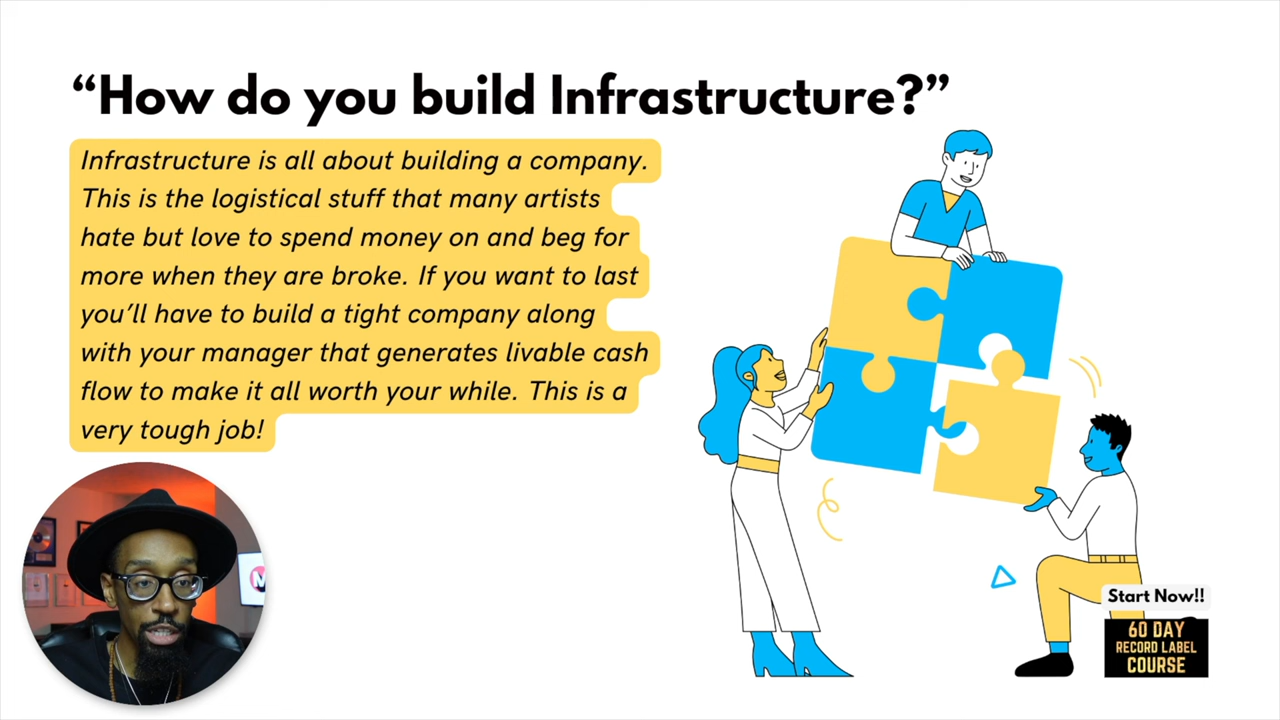 “How do you build Infrastructure?”
Infrastructure is all about building a company.
This is the logistical stuff that many artists
hate but love to spend money on and beg for
more when they are broke. If you want to last
you’ll have to build a tight company along
with your manager that generates livable cash
flow to make it all worth your while. This is a
very tough job!
M
Start Now!!
60 DAY
RECORD LABEL
COURSE